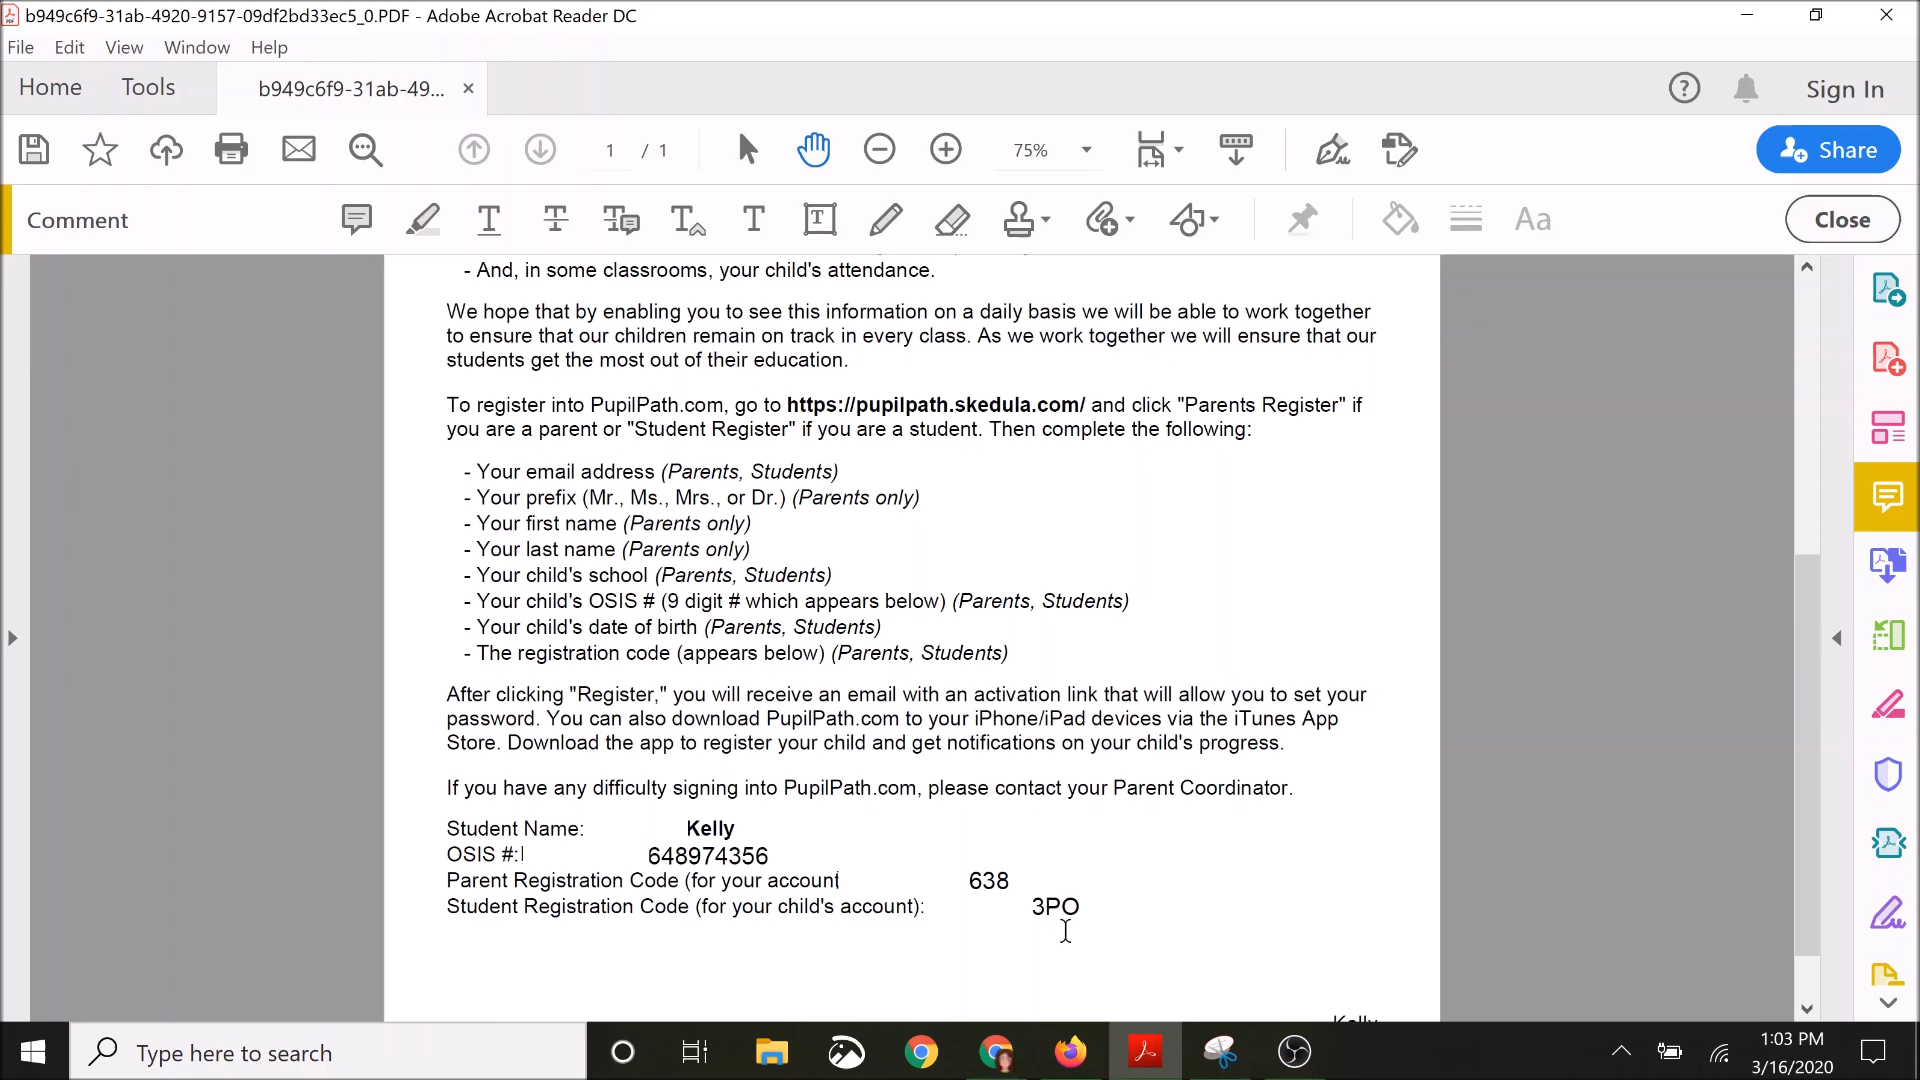 b949c6f9-31ab-4920-9157-09df2bd33ec5_0.PDF - Adobe Acrobat Reader DC
File Edit View Window Help
Home Tools b949c6f9-31ab-49... × Sign In
1 / 1 75% Share
Comment Close
- And, in some classrooms, your child's attendance.
We hope that by enabling you to see this information on a daily basis we will be able to work together
to ensure that our children remain on track in every class. As we work together we will ensure that our
students get the most out of their education.
To register into PupilPath.com, go to https://pupilpath.skedula.com/ and click "Parents Register" if
you are a parent or "Student Register" if you are a student. Then complete the following:
- Your email address (Parents, Students)
- Your prefix (Mr., Ms., Mrs., or Dr.) (Parents only)
- Your first name (Parents only)
- Your last name (Parents only)
- Your child's school (Parents, Students)
- Your child's OSIS # (9 digit # which appears below) (Parents, Students)
- Your child's date of birth (Parents, Students)
- The registration code (appears below) (Parents, Students)
After clicking "Register," you will receive an email with an activation link that will allow you to set your
password. You can also download PupilPath.com to your iPhone/iPad devices via the iTunes App
Store. Download the app to register your child and get notifications on your child's progress.
If you have any difficulty signing into PupilPath.com, please contact your Parent Coordinator.
Student Name: Kelly
OSIS #: 648974356
Parent Registration Code (for your account 638
Student Registration Code (for your child's account): 3PO
Kelly
Type here to search
1:03 PM
3/16/2020